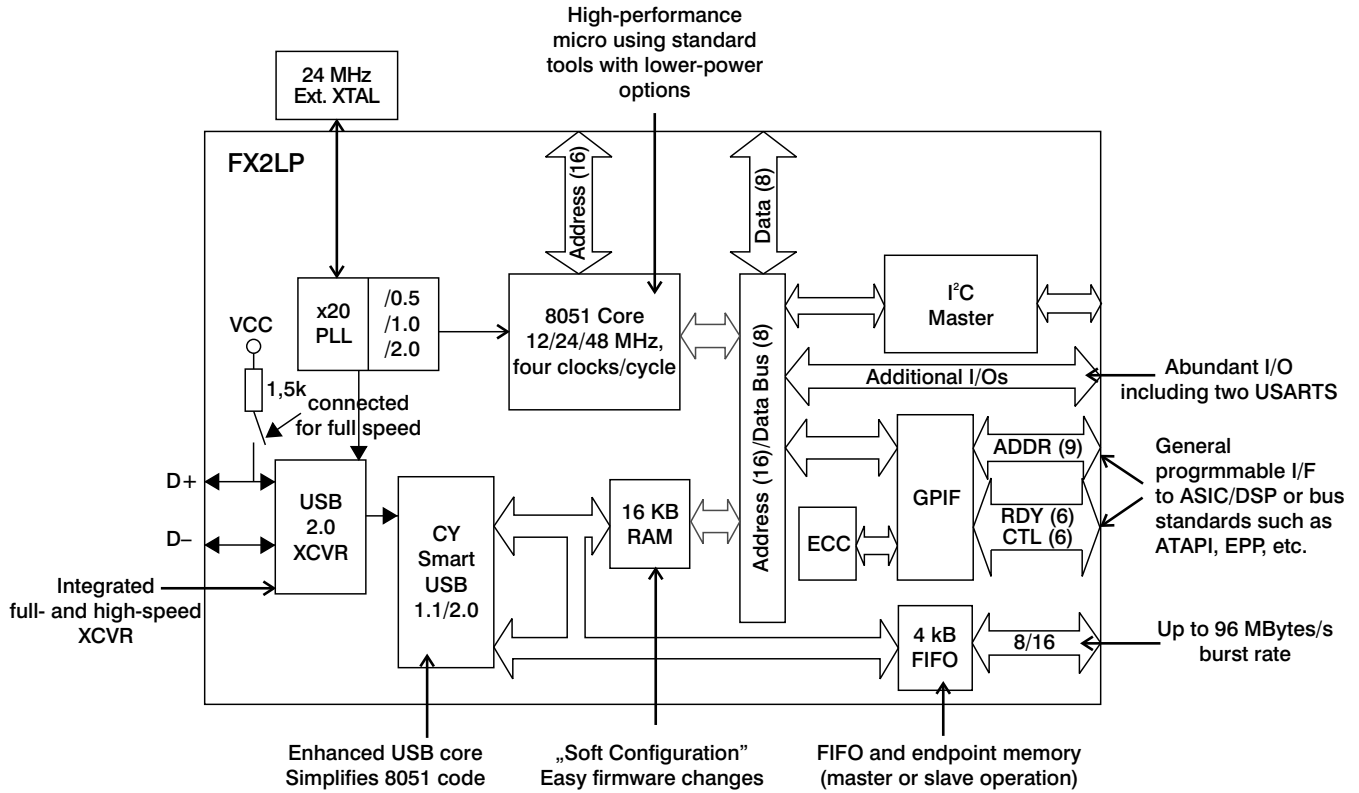 High-performance
micro using standard
tools with lower-power
options
24 MHz
Ext. XTAL
FX2LP
Address (16)
Data (8)
x20
PLL
/0.5
/1.0
/2.0
8051 Core
12/24/48 MHz,
four clocks/cycle
I²C
Master
VCC
1,5k
connected
for full speed
Address (16)/Data Bus (8)
Additional I/Os
Abundant I/O
including two USARTS
D+
D–
USB
2.0
XCVR
CY
Smart
USB
1.1/2.0
16 KB
RAM
ECC
GPIF
ADDR (9)
RDY (6)
CTL (6)
General
progrmmable I/F
to ASIC/DSP or bus
standards such as
ATAPI, EPP, etc.
Integrated
full- and high-speed
XCVR
4 kB
FIFO
8/16
Up to 96 MBytes/s
burst rate
Enhanced USB core
Simplifies 8051 code
„Soft Configuration”
Easy firmware changes
FIFO and endpoint memory
(master or slave operation)